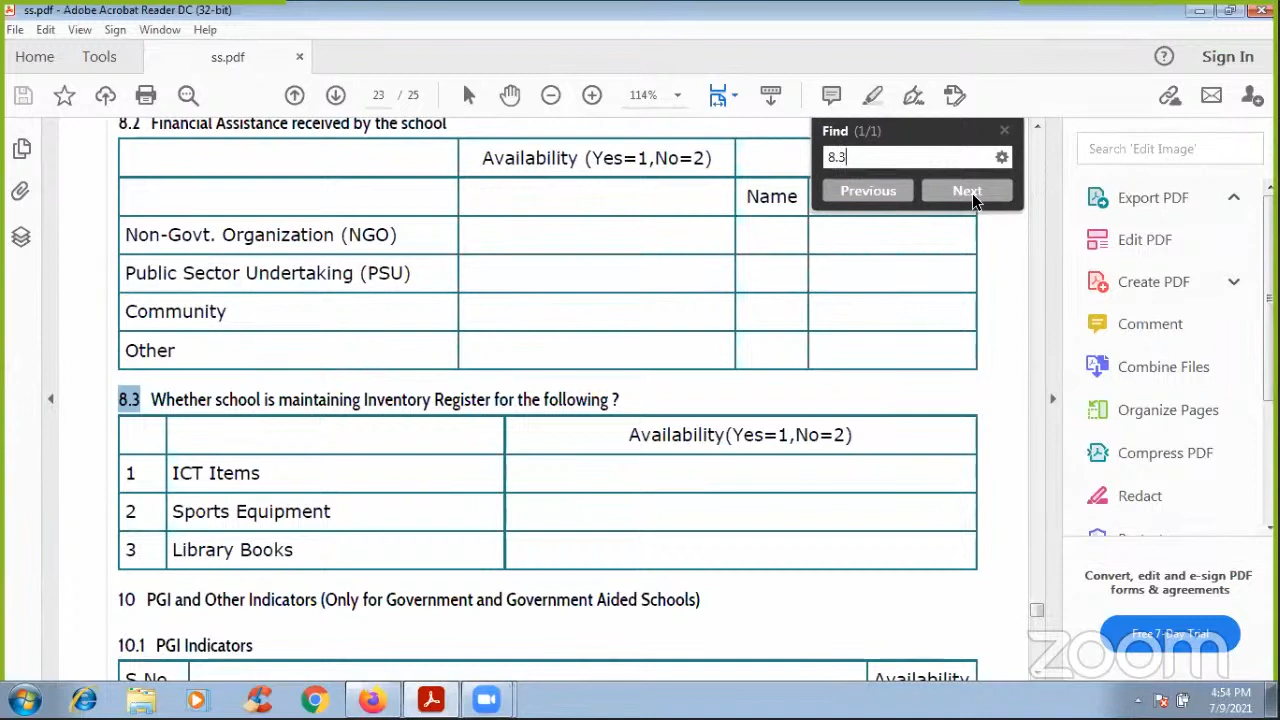 ss.pdf - Adobe Acrobat Reader DC (32-bit)
File Edit View Sign Window Help
Home Tools ss.pdf × Sign In
23 / 25 114%
8.2 Financial Assistance received by the school
Availability (Yes=1,No=2)
Name
Non-Govt. Organization (NGO)
Public Sector Undertaking (PSU)
Community
Other
8.3 Whether school is maintaining Inventory Register for the following ?
Availability(Yes=1,No=2)
1 ICT Items
2 Sports Equipment
3 Library Books
10 PGI and Other Indicators (Only for Government and Government Aided Schools)
10.1 PGI Indicators
S.No
Availability
Find (1/1)
8.3
Previous Next
Search 'Edit Image'
Export PDF
Edit PDF
Create PDF
Comment
Combine Files
Organize Pages
Compress PDF
Redact
Convert, edit and e-sign PDF
forms & agreements
Free 7-Day Trial
zoom
4:54 PM
7/9/2021